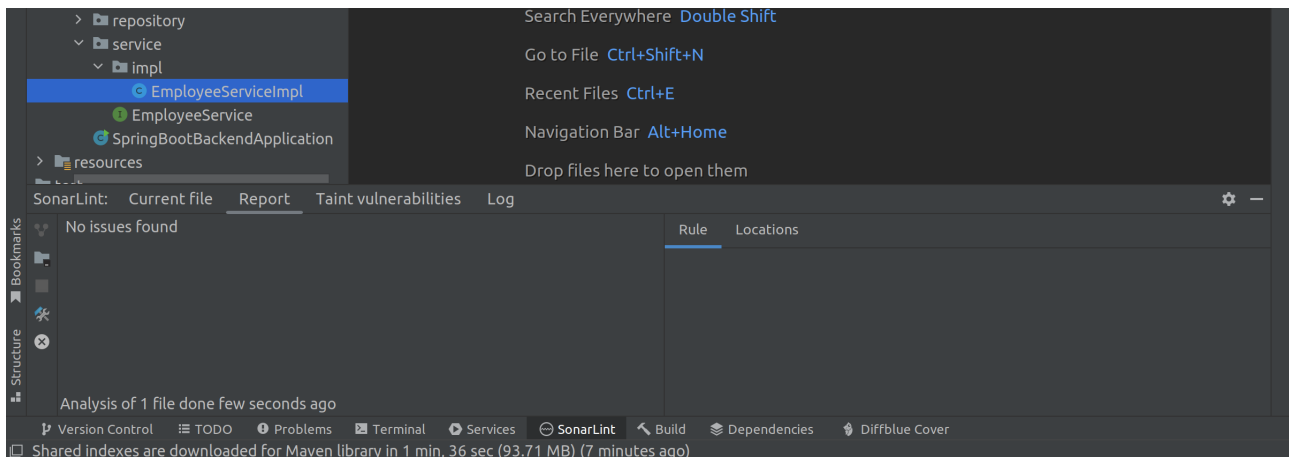 repository
service
impl
EmployeeServiceImpl
EmployeeService
SpringBootBackendApplication
resources
Search Everywhere Double Shift
Go to File Ctrl+Shift+N
Recent Files Ctrl+E
Navigation Bar Alt+Home
Drop files here to open them
SonarLint: Current file Report Taint vulnerabilities Log
Bookmarks
Structure
No issues found
Rule Locations
Analysis of 1 file done few seconds ago
Version Control TODO Problems Terminal Services SonarLint Build Dependencies Diffblue Cover
Shared indexes are downloaded for Maven library in 1 min, 36 sec (93.71 MB) (7 minutes ago)